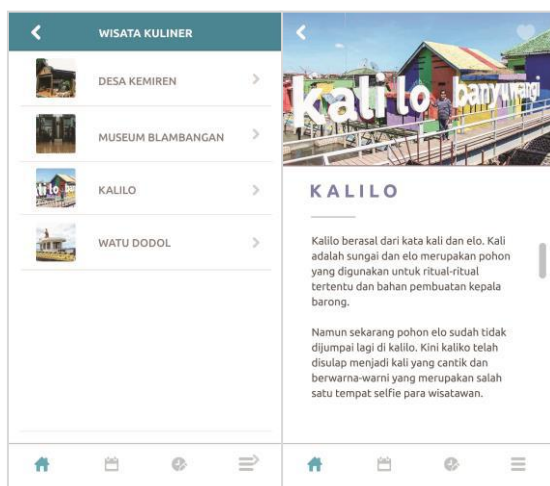 WISATA KULINER
DESA KEMIREN
MUSEUM BLAMBANGAN
KALILO
WATU DODOL
kali lo banyuwangi
KALILO
Kalilo berasal dari kata kali dan elo. Kali
adalah sungai dan elo merupakan pohon
yang digunakan untuk ritual-ritual
tertentu dan bahan pembuatan kepala
barong.
Namun sekarang pohon elo sudah tidak
dijumpai lagi di kalilo. Kini kaliko telah
disulap menjadi kali yang cantik dan
berwarna-warni yang merupakan salah
satu tempat selfie para wisatawan.